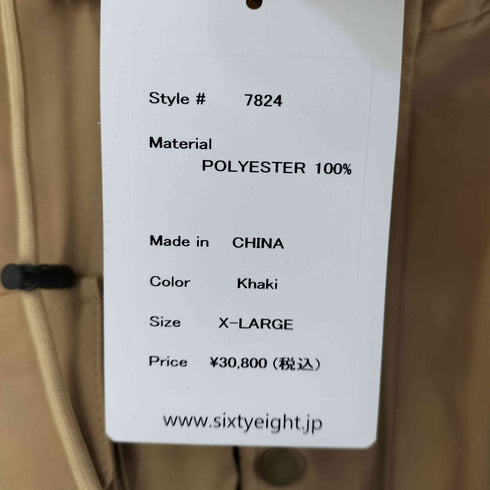 Style # 7824
Material
POLYESTER 100%
Made in CHINA
Color Khaki
Size X-LARGE
Price ¥30,800 (税込)
www.sixtyeight.jp